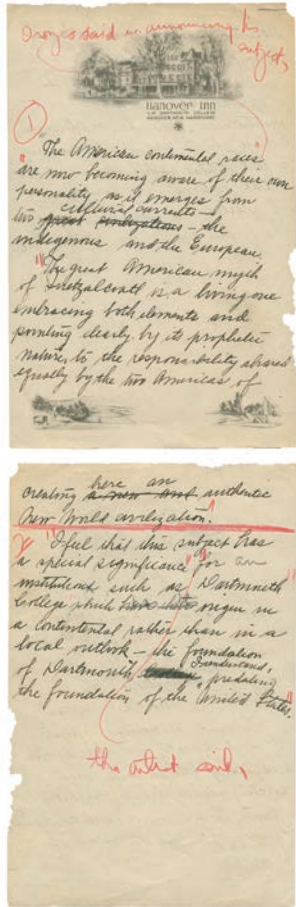 Orozco said in announcing his
subject,
1
Hanover Inn
AT DARTMOUTH COLLEGE
HANOVER, NEW HAMPSHIRE
"The American continental races
are now becoming aware of their own
personality, as it emerges from
two cultural currents — the
indigenous and the European.
"The great American myth
of Quetzalcoatl is a living one
embracing both elements and
pointing clearly, by its prophetic
nature, to the responsibility shared
equally by the two Americas of
creating here an authentic
New World civilization."
"I feel that this subject has
a special significance for an
institution such as Dartmouth
College which has its origin in
a continental rather than in a
local outlook — the foundation
of Dartmouth, I understand,
predating
the foundation of the United States."
the artist said.